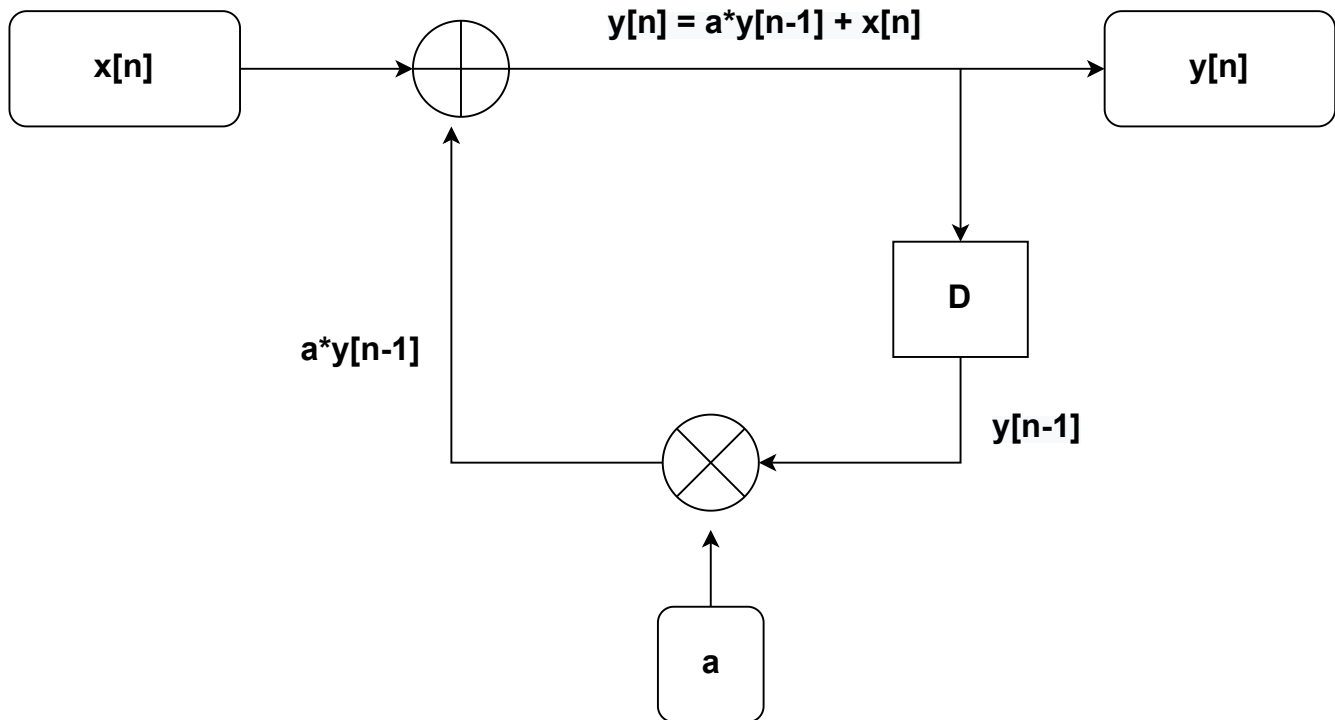 y[n] = a*y[n-1] + x[n]
x[n]
y[n]
D
a*y[n-1]
y[n-1]
a